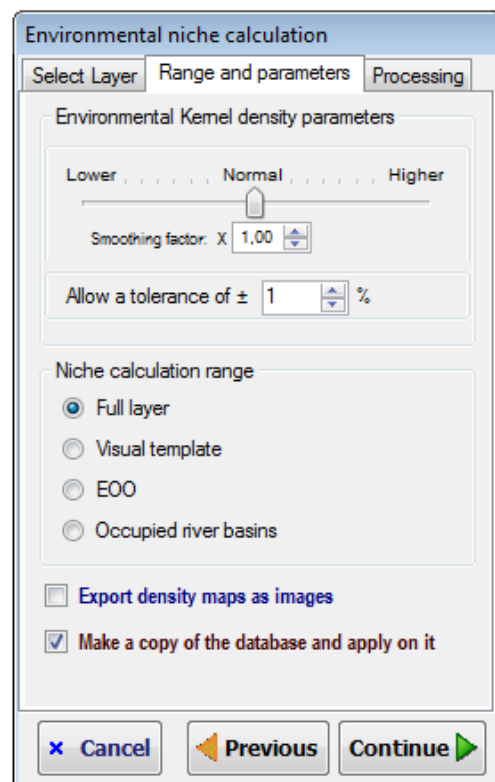 Environmental niche calculation
Select Layer Range and parameters Processing
Environmental Kernel density parameters
Lower Normal Higher
Smoothing factor: X 1,00
Allow a tolerance of ± 1 %
Niche calculation range
Full layer
Visual template
EOO
Occupied river basins
Export density maps as images
Make a copy of the database and apply on it
Cancel Previous Continue